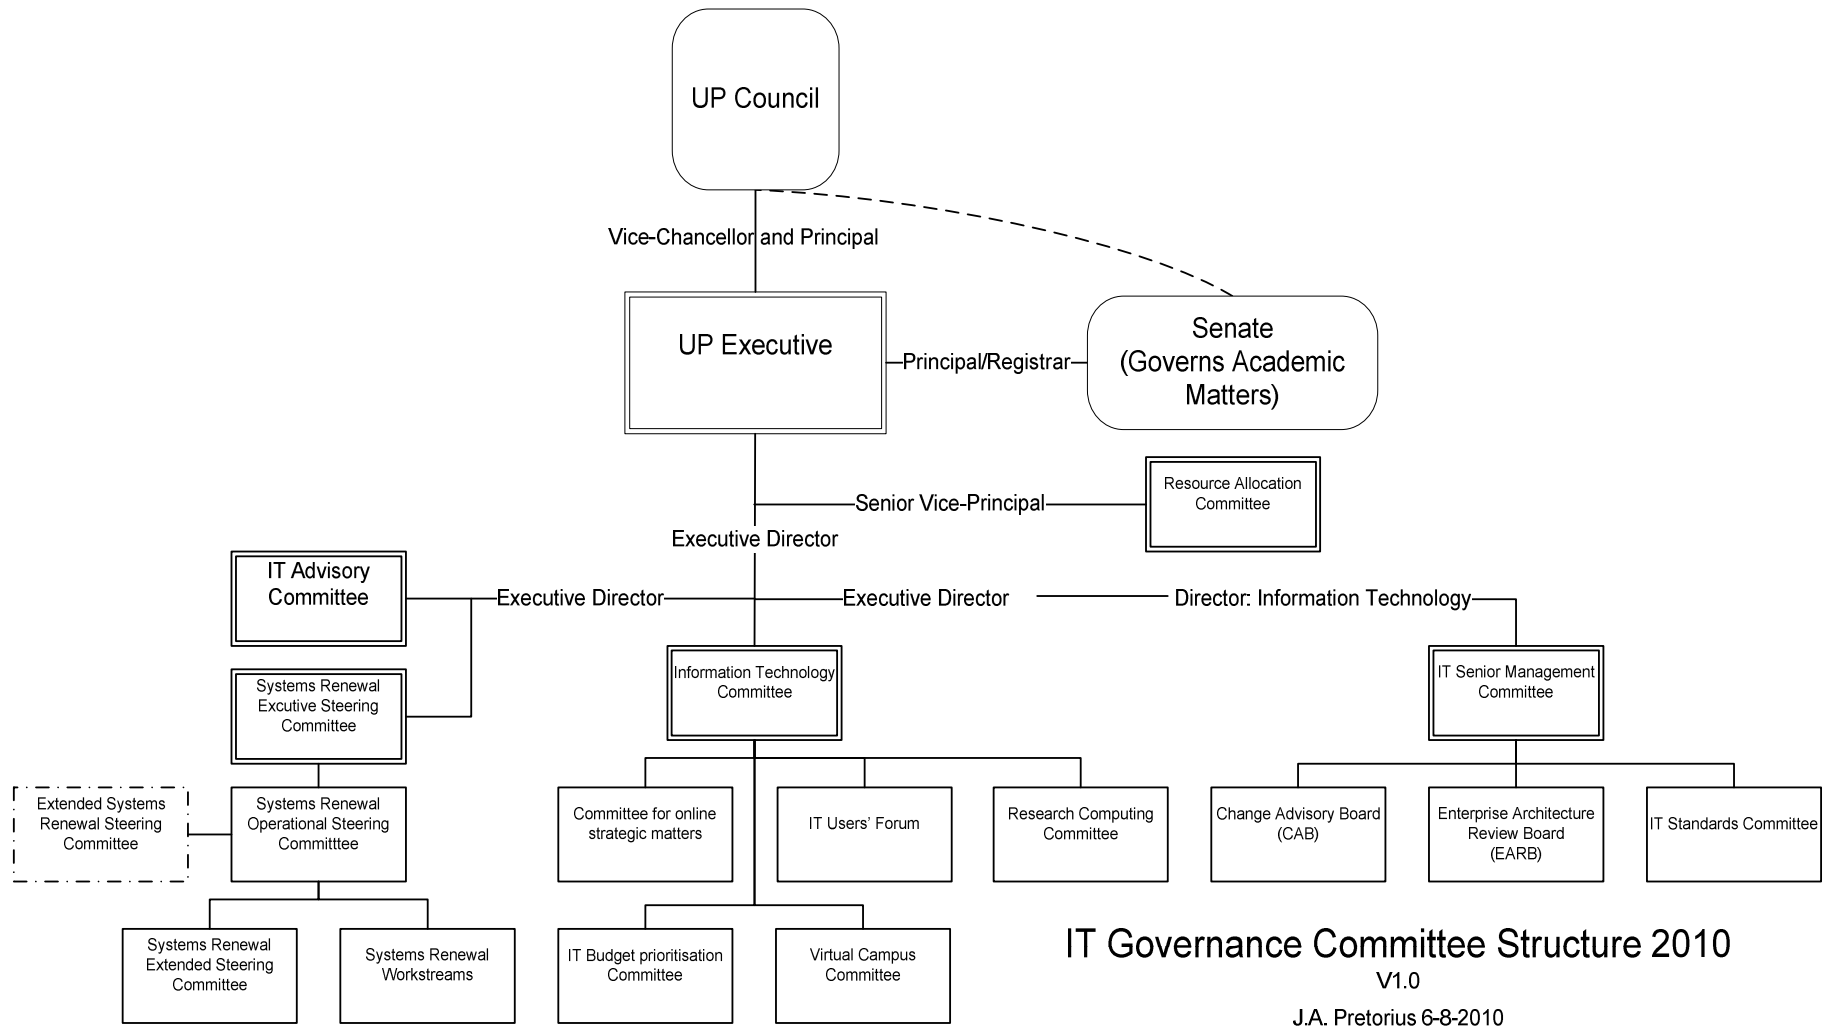 UP Council
Vice-Chancellor and Principal
UP Executive
Principal/Registrar
Senate
(Governs Academic
Matters)
Senior Vice-Principal
Resource Allocation
Committee
Executive Director
IT Advisory
Committee
Executive Director
Executive Director
Director: Information Technology
Systems Renewal
Excutive Steering
Committee
Information Technology
Committee
IT Senior Management
Committee
Extended Systems
Renewal Steering
Committee
Systems Renewal
Operational Steering
Committtee
Committee for online
strategic matters
IT Users’ Forum
Research Computing
Committee
Change Advisory Board
(CAB)
Enterprise Architecture
Review Board
(EARB)
IT Standards Committee
Systems Renewal
Extended Steering
Committee
Systems Renewal
Workstreams
IT Budget prioritisation
Committee
Virtual Campus
Committee
IT Governance Committee Structure 2010
V1.0
J.A. Pretorius 6-8-2010